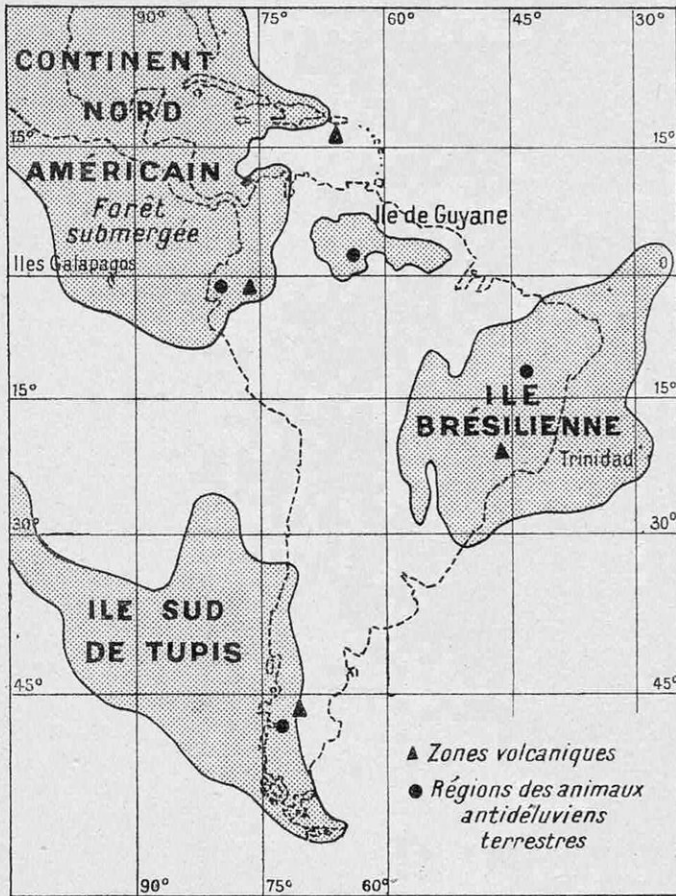 90°
75°
60°
45°
30°
CONTINENT
NORD
15°
15°
AMÉRICAIN
Forêt
submergée
Ile de Guyane
Iles Galapagos
0
15°
15°
ILE
BRÉSILIENNE
Trinidad
30°
30°
ILE SUD
DE TUPIS
45°
45°
Zones volcaniques
Régions des animaux
antidéluviens
terrestres
90°
75°
60°